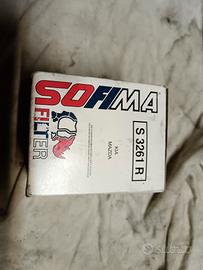 SOFIMA
FILTER
S 3261 R
KIA
MAZDA